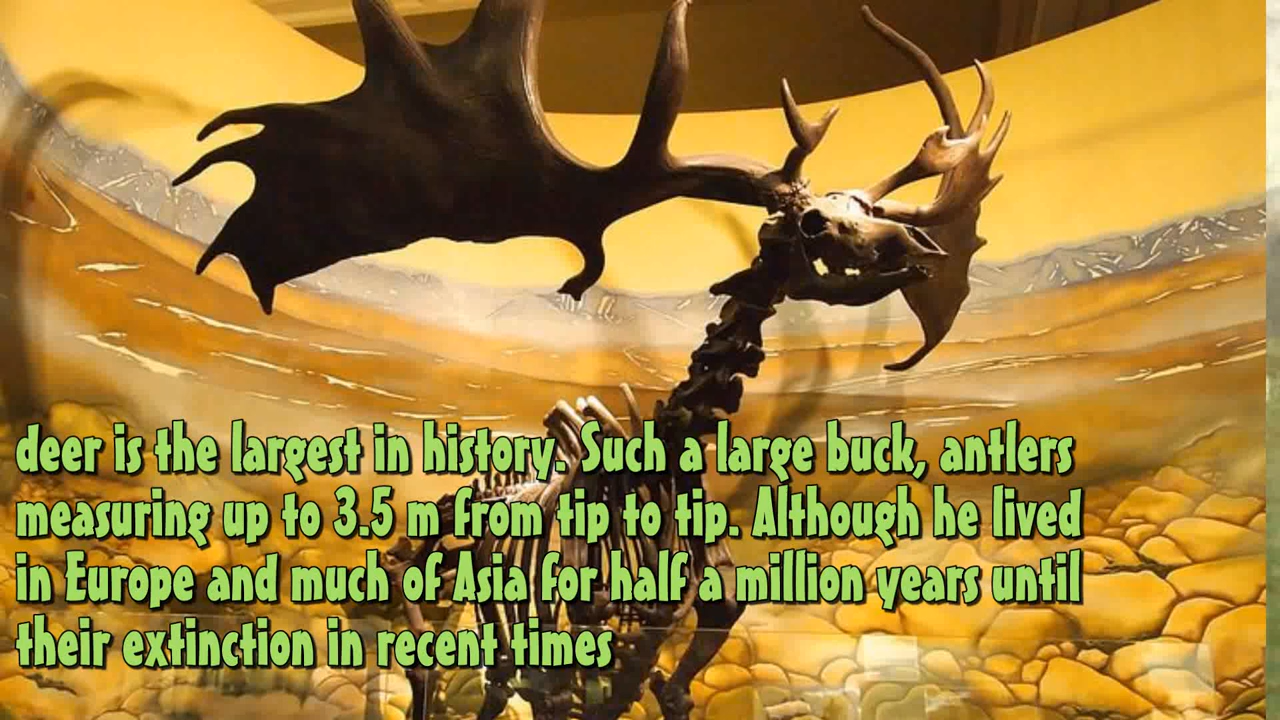 deer is the largest in history. Such a large buck, antlers
measuring up to 3.5 m from tip to tip. Although he lived
in Europe and much of Asia for half a million years until
their extinction in recent times